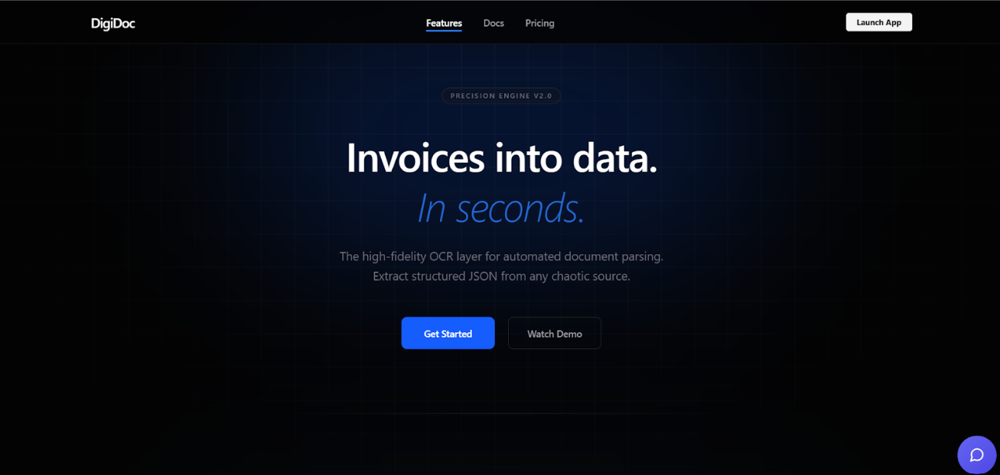 DigiDoc
Features
Docs
Pricing
Launch App
PRECISION ENGINE V2.0
Invoices into data.
In seconds.
The high-fidelity OCR layer for automated document parsing.
Extract structured JSON from any chaotic source.
Get Started
Watch Demo